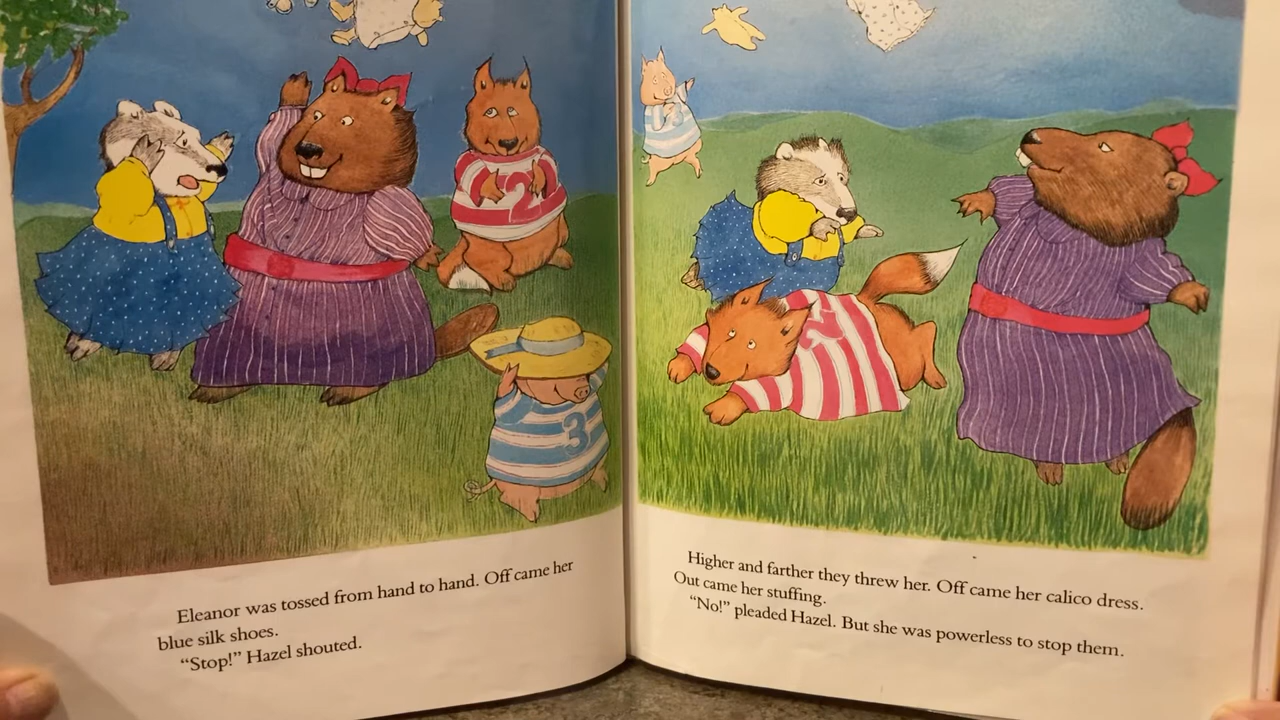 2
3
Eleanor was tossed from hand to hand. Off came her
blue silk shoes.
“Stop!” Hazel shouted.
Higher and farther they threw her. Off came her calico dress.
Out came her stuffing.
“No!” pleaded Hazel. But she was powerless to stop them.